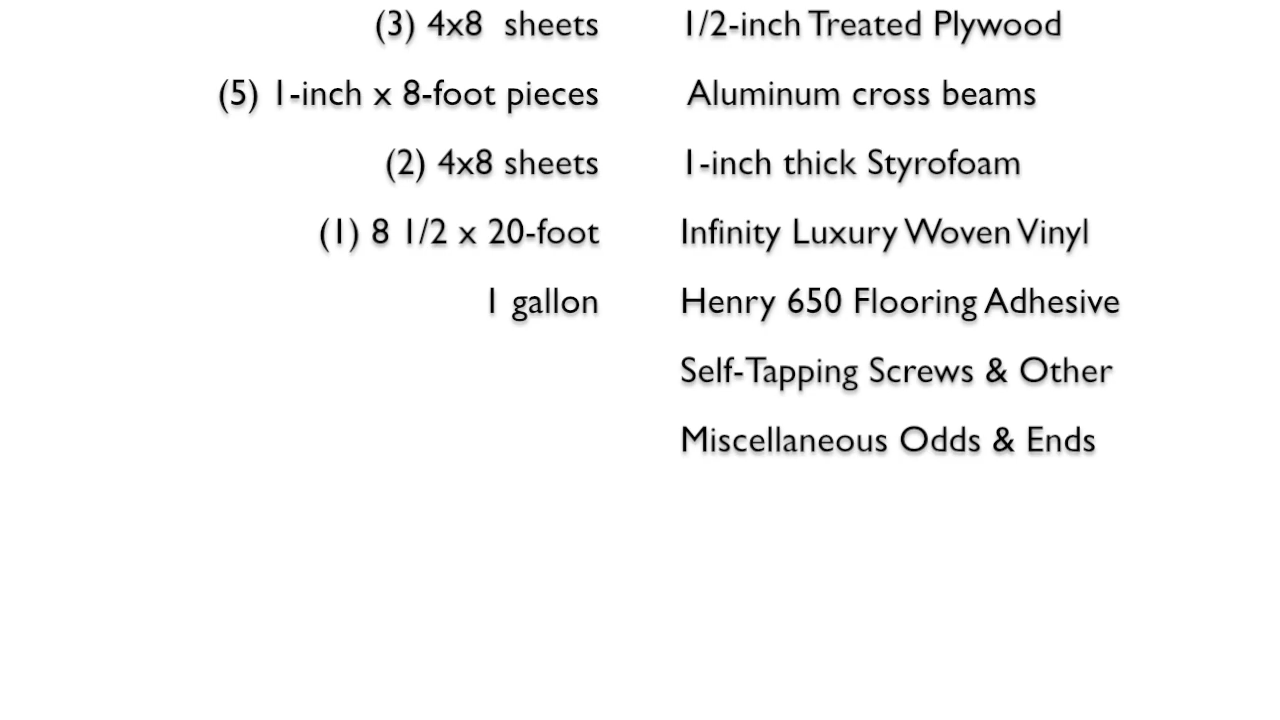 (3) 4x8 sheets 1/2-inch Treated Plywood
(5) 1-inch x 8-foot pieces Aluminum cross beams
(2) 4x8 sheets 1-inch thick Styrofoam
(1) 8 1/2 x 20-foot Infinity Luxury Woven Vinyl
1 gallon Henry 650 Flooring Adhesive
Self-Tapping Screws & Other
Miscellaneous Odds & Ends